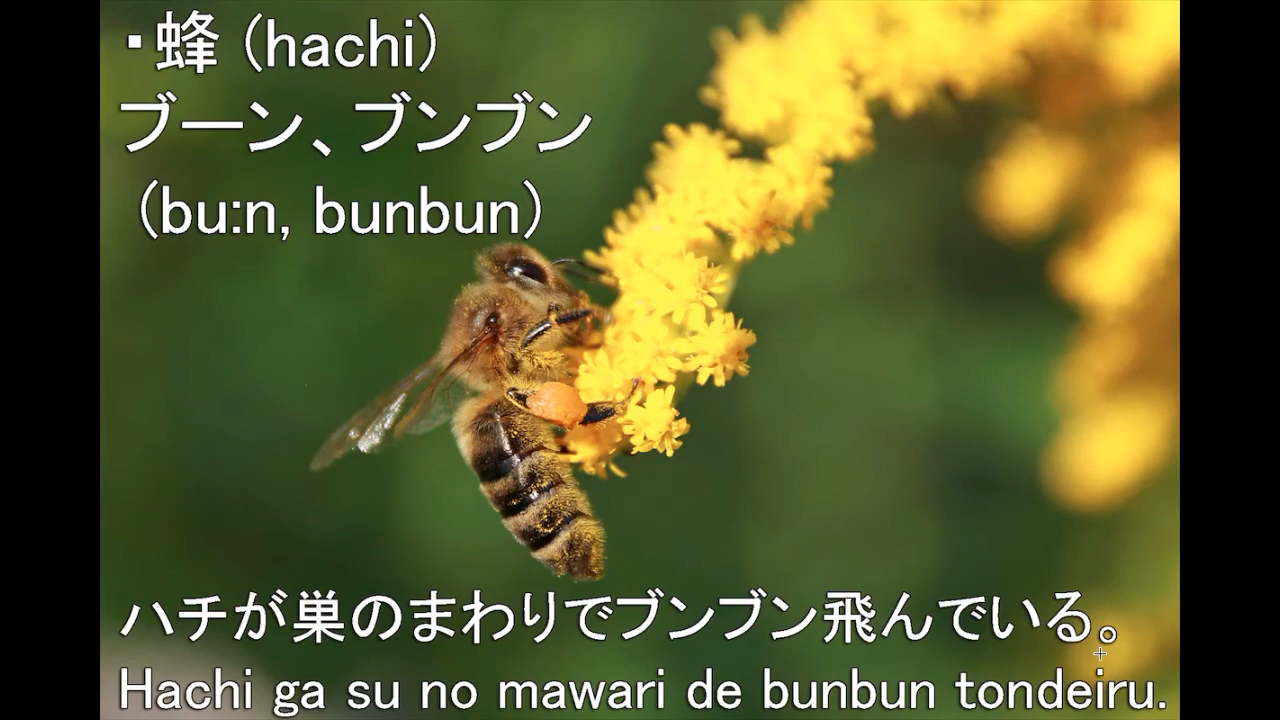 ・蜂 (hachi)
ブーン、ブンブン
(bu:n, bunbun)
ハチが巣のまわりでブンブン飛んでいる。
Hachi ga su no mawari de bunbun tondeiru.